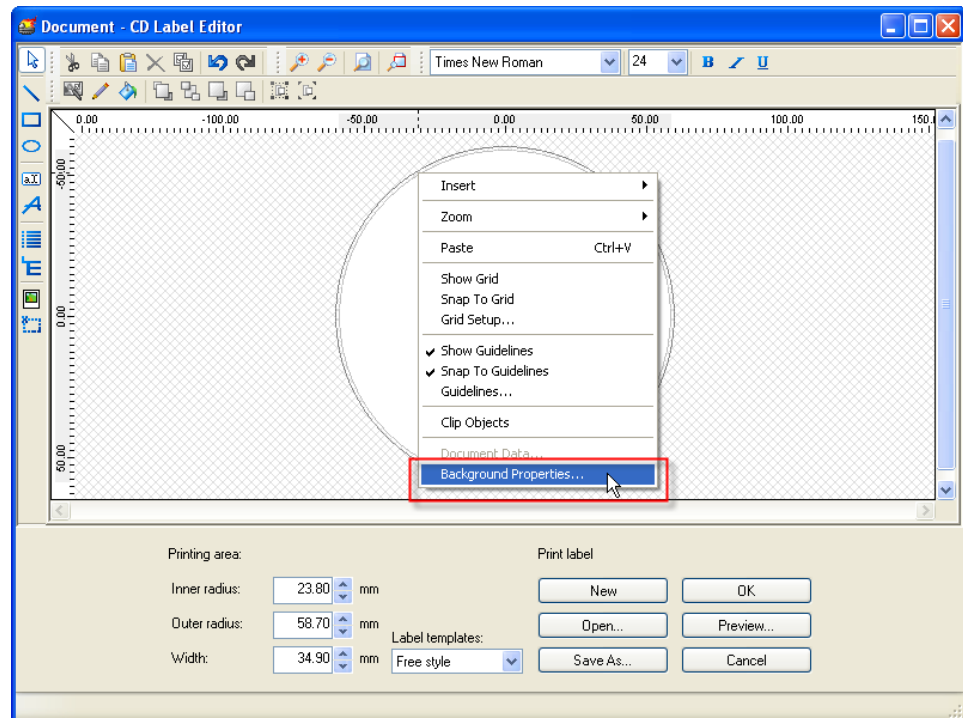 Document - CD Label Editor
Times New Roman 24 B I U
0.00 -100.00 -50.00 0.00 50.00 100.00 150.
-50.00
0.00
50.00
Insert
Zoom
Paste Ctrl+V
Show Grid
Snap To Grid
Grid Setup...
Show Guidelines
Snap To Guidelines
Guidelines...
Clip Objects
Document Data...
Background Properties...
Printing area: Print label
Inner radius: 23.80 mm New OK
Outer radius: 58.70 mm Open... Preview...
Label templates:
Width: 34.90 mm Free style Save As... Cancel